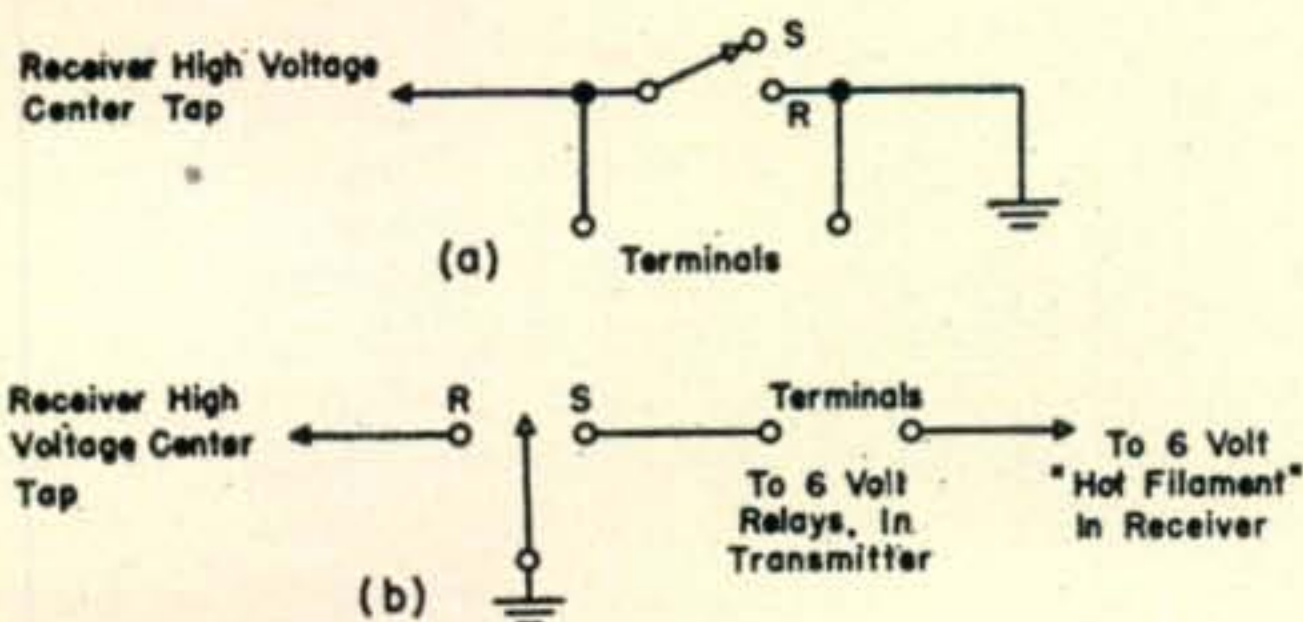 Receiver High Voltage
Center Tap
S
R
(a)
Terminals
Receiver High
Voltage Center
Tap
R
S
Terminals
To 6 Volt
Relays, In
Transmitter
To 6 Volt
"Hot Filament"
In Receiver
(b)